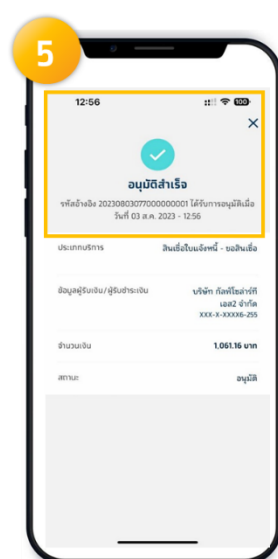 5
12:56
100
อนุมัติสำเร็จ
รหัสอ้างอิง 20230803077000000001 ได้รับการอนุมัติเมื่อ
วันที่ 03 ส.ค. 2023 - 12:56
ประเภทบริการ สินเชื่อใบแจ้งหนี้ - ขอสินเชื่อ
ข้อมูลผู้รับเงิน/ผู้รับชำระเงิน บริษัท กัลฟ์โซล่าร์ที
เอส2 จำกัด
XXX-X-XXXX6-255
จำนวนเงิน 1,061.16 บาท
สถานะ อนุมัติ